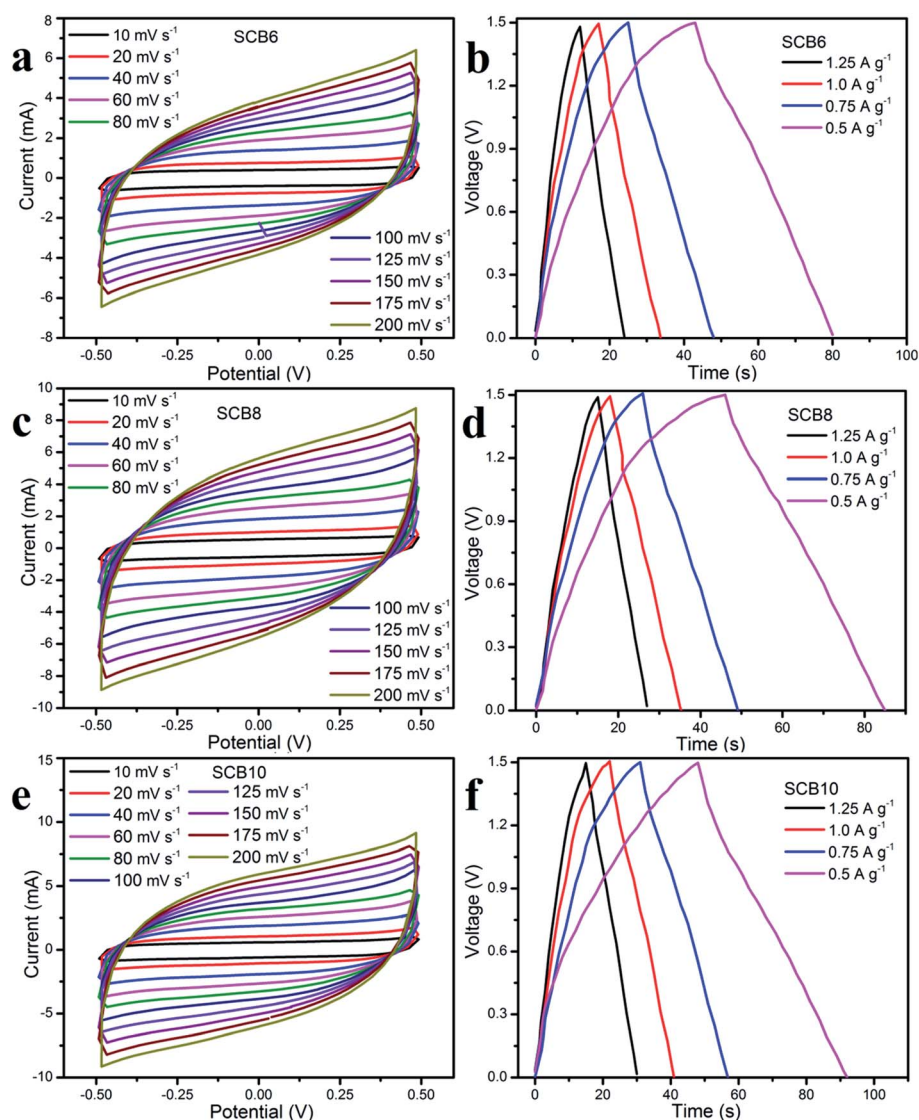 a
SCB6
10 mV s⁻¹
20 mV s⁻¹
40 mV s⁻¹
60 mV s⁻¹
80 mV s⁻¹
100 mV s⁻¹
125 mV s⁻¹
150 mV s⁻¹
175 mV s⁻¹
200 mV s⁻¹
Current (mA)
8
6
4
2
0
-2
-4
-6
-8
-0.50
-0.25
0.00
0.25
0.50
Potential (V)
b
SCB6
1.25 A g⁻¹
1.0 A g⁻¹
0.75 A g⁻¹
0.5 A g⁻¹
Voltage (V)
1.5
1.2
0.9
0.6
0.3
0.0
0
20
40
60
80
100
Time (s)
c
SCB8
10 mV s⁻¹
20 mV s⁻¹
40 mV s⁻¹
60 mV s⁻¹
80 mV s⁻¹
100 mV s⁻¹
125 mV s⁻¹
150 mV s⁻¹
175 mV s⁻¹
200 mV s⁻¹
Current (mA)
10
8
6
4
2
0
-2
-4
-6
-8
-10
-0.50
-0.25
0.00
0.25
0.50
Potential (V)
d
SCB8
1.25 A g⁻¹
1.0 A g⁻¹
0.75 A g⁻¹
0.5 A g⁻¹
Voltage (V)
1.5
1.2
0.9
0.6
0.3
0.0
0
20
40
60
80
Time (s)
e
SCB10
10 mV s⁻¹
20 mV s⁻¹
40 mV s⁻¹
60 mV s⁻¹
80 mV s⁻¹
100 mV s⁻¹
125 mV s⁻¹
150 mV s⁻¹
175 mV s⁻¹
200 mV s⁻¹
Current (mA)
15
10
5
0
-5
-10
-0.50
-0.25
0.00
0.25
0.50
Potential (V)
f
SCB10
1.25 A g⁻¹
1.0 A g⁻¹
0.75 A g⁻¹
0.5 A g⁻¹
Voltage (V)
1.5
1.2
0.9
0.6
0.3
0.0
0
20
40
60
80
100
Time (s)